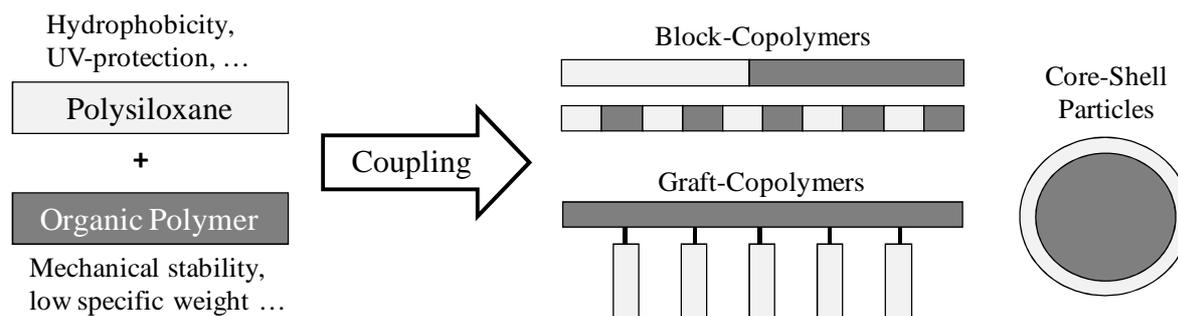 Hydrophobicity,
UV-protection, …
Polysiloxane
+
Organic Polymer
Mechanical stability,
low specific weight …
Coupling
Block-Copolymers
Graft-Copolymers
Core-Shell
Particles